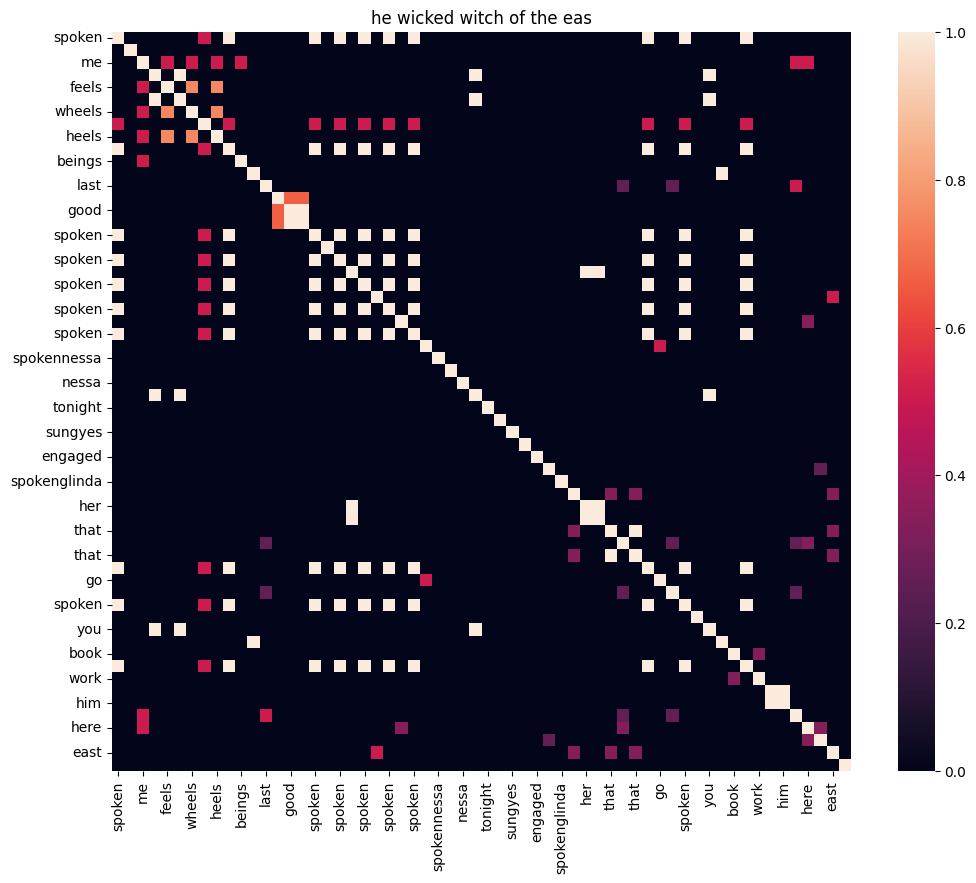 he wicked witch of the eas
spoken
me
feels
wheels
heels
beings
last
good
spoken
spoken
spoken
spoken
spoken
spokennessa
nessa
tonight
sungyes
engaged
spokenglinda
her
that
that
go
spoken
you
book
work
him
here
east
1.0
0.8
0.6
0.4
0.2
0.0
spoken
me
feels
wheels
heels
beings
last
good
spoken
spoken
spoken
spoken
spoken
spokennessa
nessa
tonight
sungyes
engaged
spokenglinda
her
that
that
go
spoken
you
book
work
him
here
east